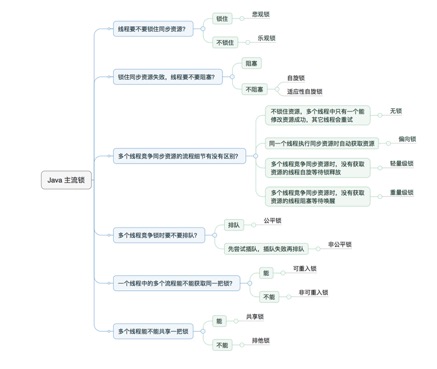 Java 主流锁
线程要不要锁住同步资源?
锁住
悲观锁
不锁住
乐观锁
锁住同步资源失败，线程要不要阻塞?
阻塞
不阻塞
自旋锁
适应性自旋锁
多个线程竞争同步资源的流程细节有没有区别?
不锁住资源，多个线程中只有一个能
修改资源成功，其它线程会重试
无锁
同一个线程执行同步资源时自动获取资源
偏向锁
多个线程竞争同步资源时，没有获取
资源的线程自旋等待锁释放
轻量级锁
多个线程竞争同步资源时，没有获取
资源的线程阻塞等待唤醒
重量级锁
多个线程竞争锁时要不要排队?
排队
公平锁
先尝试插队，插队失败再排队
非公平锁
一个线程中的多个流程能不能获取同一把锁?
能
可重入锁
不能
非可重入锁
多个线程能不能共享一把锁
能
共享锁
不能
排他锁